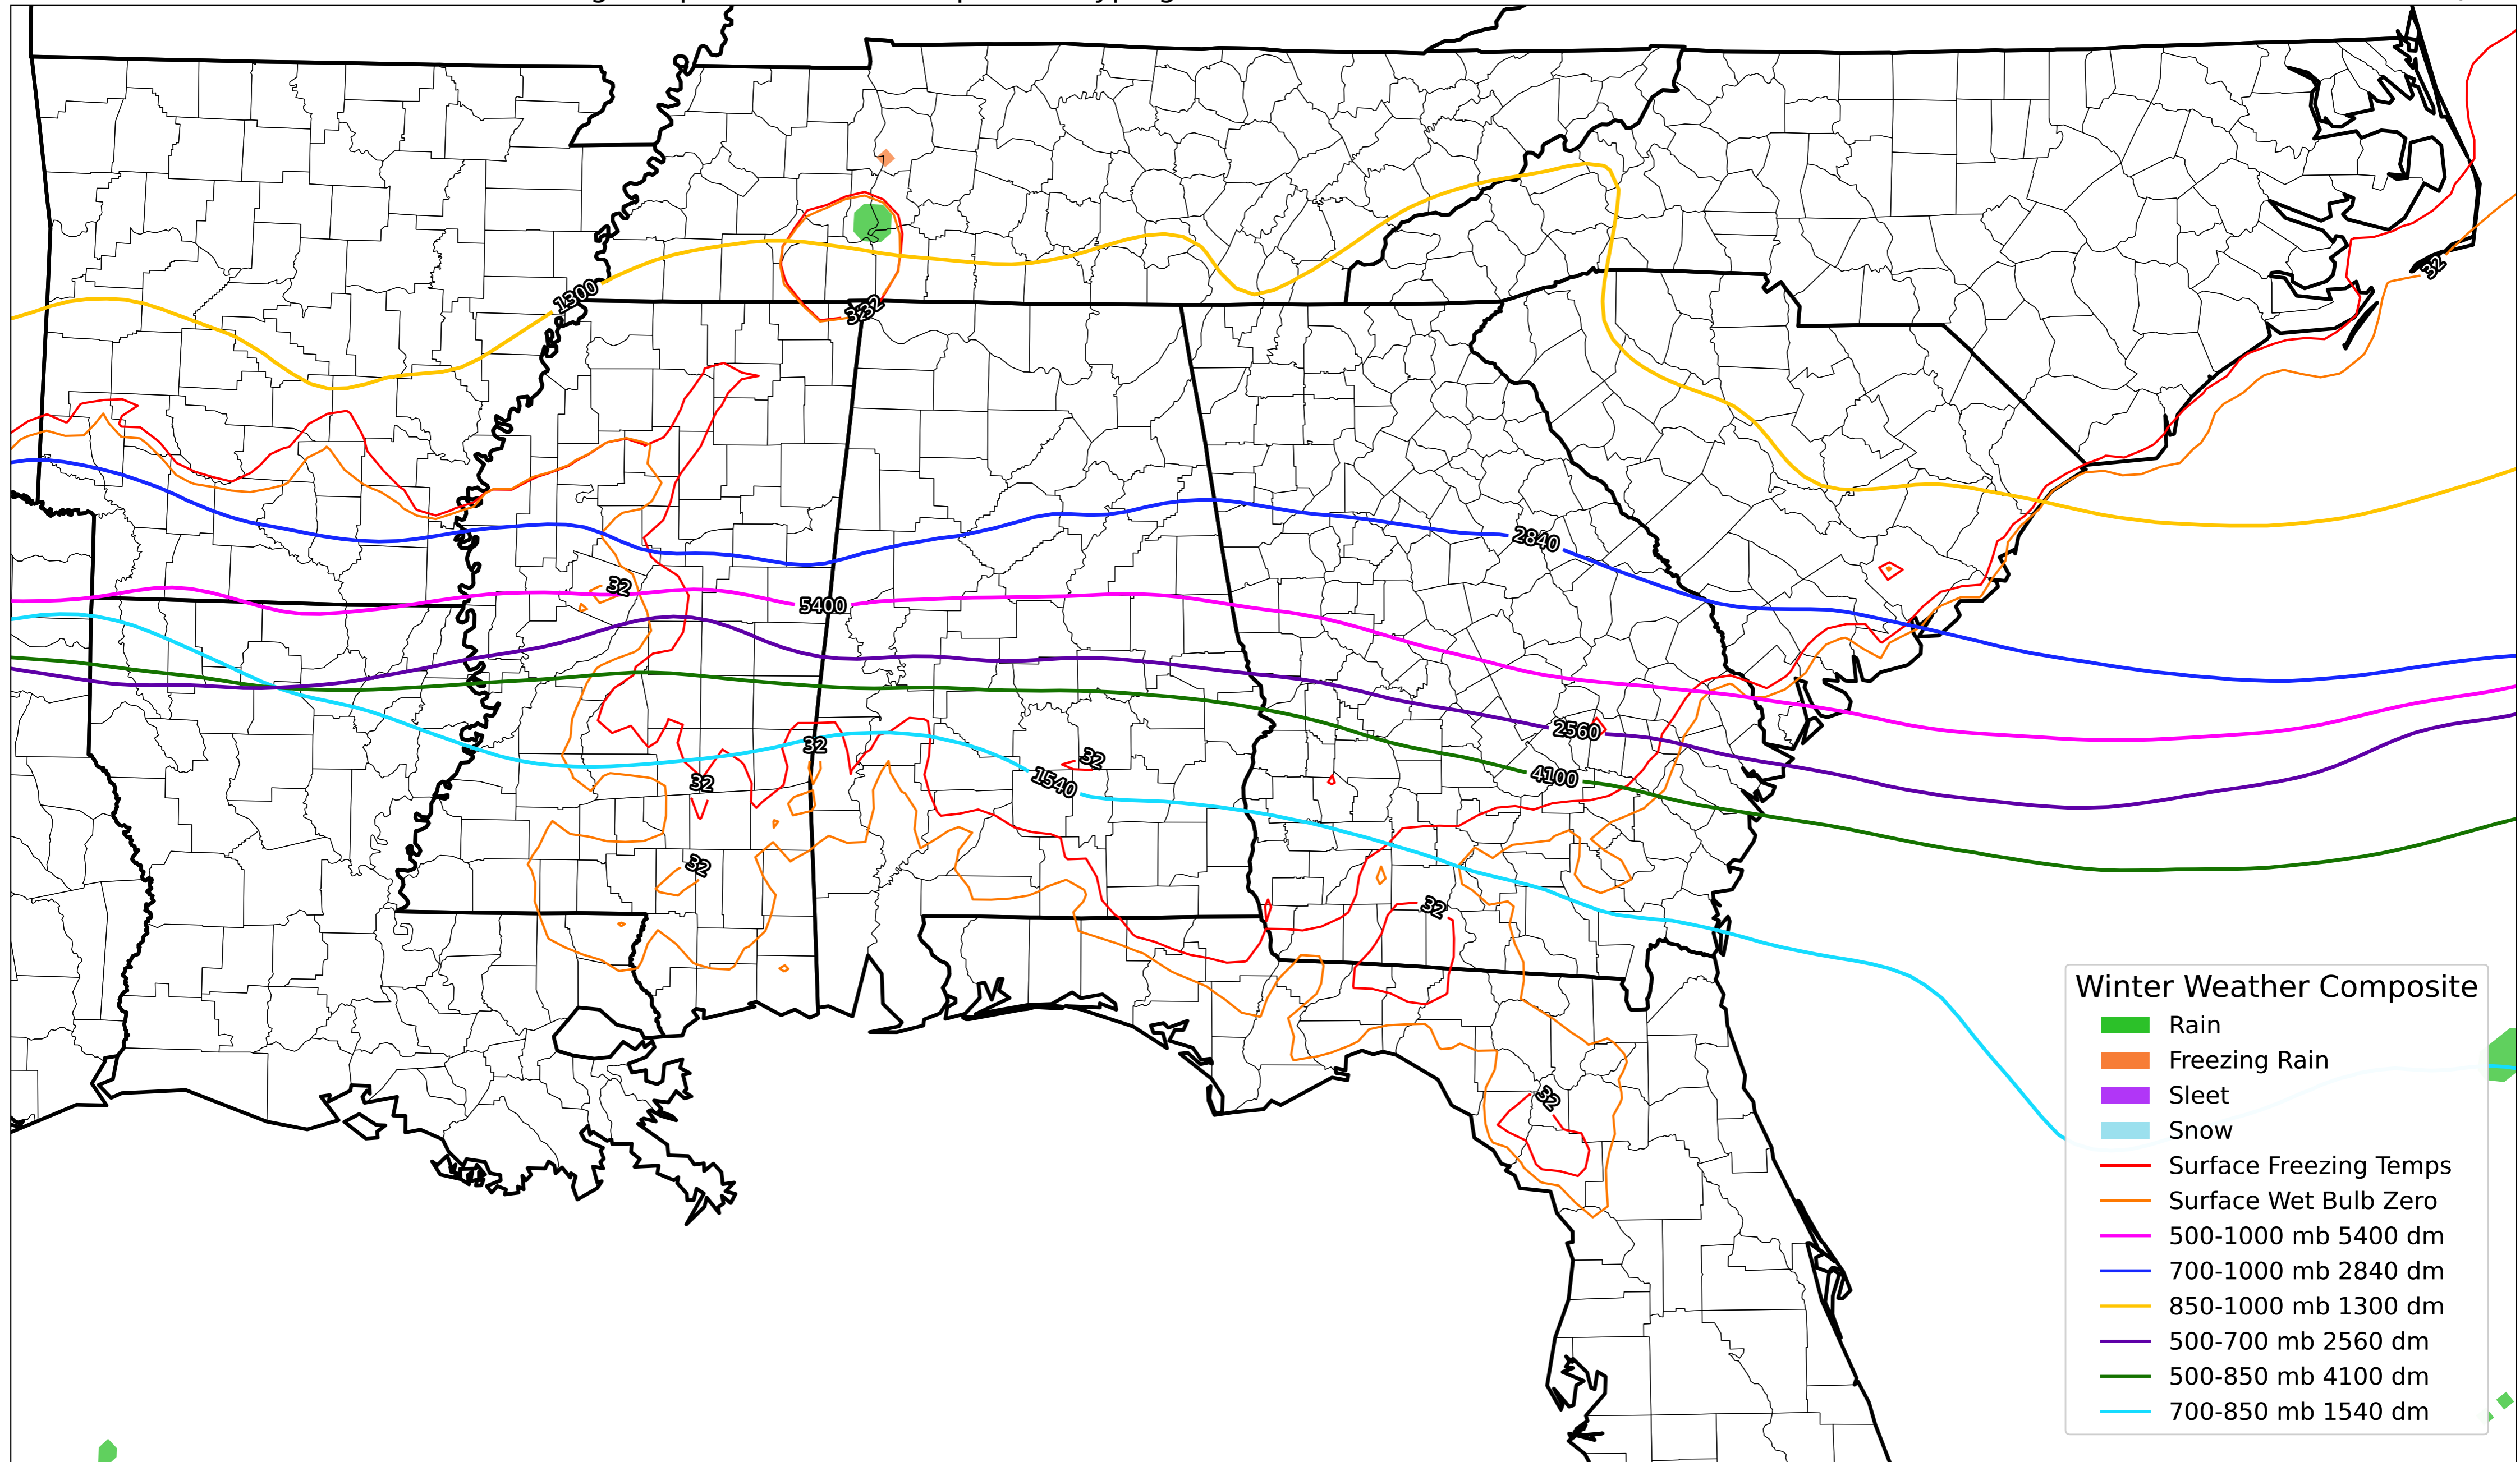 1300
32
32
2840
32
5400
32
2560
32
32
4100
1540
32
32
32
32
32
Winter Weather Composite
Rain
Freezing Rain
Sleet
Snow
Surface Freezing Temps
Surface Wet Bulb Zero
500-1000 mb 5400 dm
700-1000 mb 2840 dm
850-1000 mb 1300 dm
500-700 mb 2560 dm
500-850 mb 4100 dm
700-850 mb 1540 dm